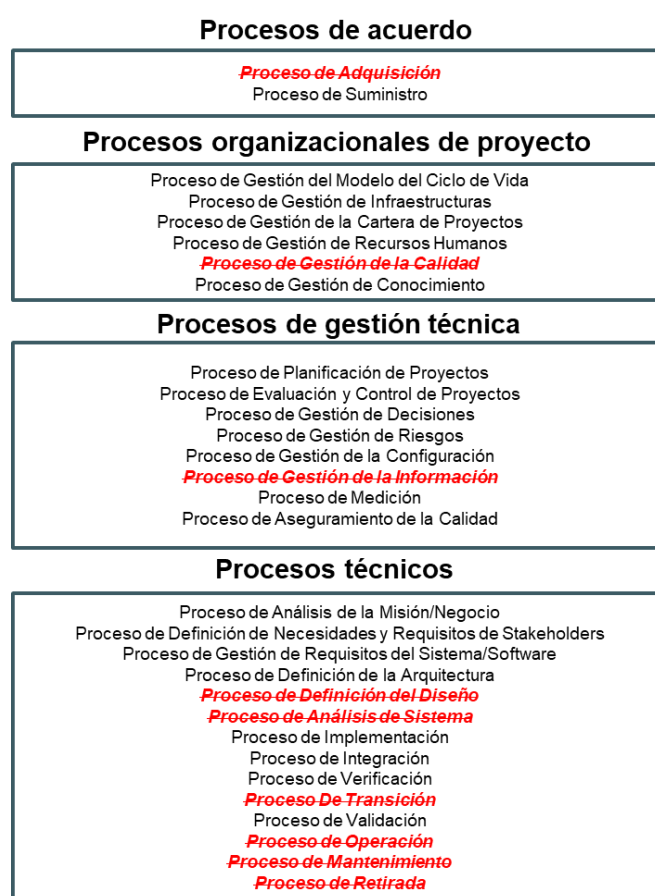 Procesos de acuerdo
Proceso de Adquisición
Proceso de Suministro
Procesos organizacionales de proyecto
Proceso de Gestión del Modelo del Ciclo de Vida
Proceso de Gestión de Infraestructuras
Proceso de Gestión de la Cartera de Proyectos
Proceso de Gestión de Recursos Humanos
Proceso de Gestión de la Calidad
Proceso de Gestión de Conocimiento
Procesos de gestión técnica
Proceso de Planificación de Proyectos
Proceso de Evaluación y Control de Proyectos
Proceso de Gestión de Decisiones
Proceso de Gestión de Riesgos
Proceso de Gestión de la Configuración
Proceso de Gestión de la Información
Proceso de Medición
Proceso de Aseguramiento de la Calidad
Procesos técnicos
Proceso de Análisis de la Misión/Negocio
Proceso de Definición de Necesidades y Requisitos de Stakeholders
Proceso de Gestión de Requisitos del Sistema/Software
Proceso de Definición de la Arquitectura
Proceso de Definición del Diseño
Proceso de Análisis de Sistema
Proceso de Implementación
Proceso de Integración
Proceso de Verificación
Proceso De Transición
Proceso de Validación
Proceso de Operación
Proceso de Mantenimiento
Proceso de Retirada